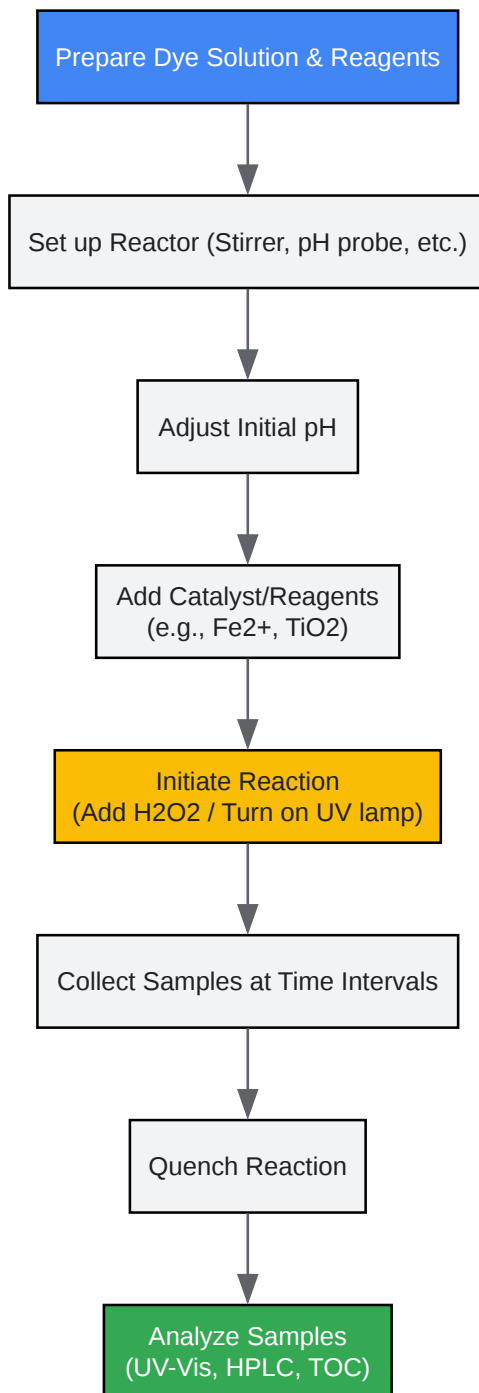 Prepare Dye Solution & Reagents
Set up Reactor (Stirrer, pH probe, etc.)
Adjust Initial pH
Add Catalyst/Reagents
(e.g., Fe2+, TiO2)
Initiate Reaction
(Add H2O2 / Turn on UV lamp)
Collect Samples at Time Intervals
Quench Reaction
Analyze Samples
(UV-Vis, HPLC, TOC)